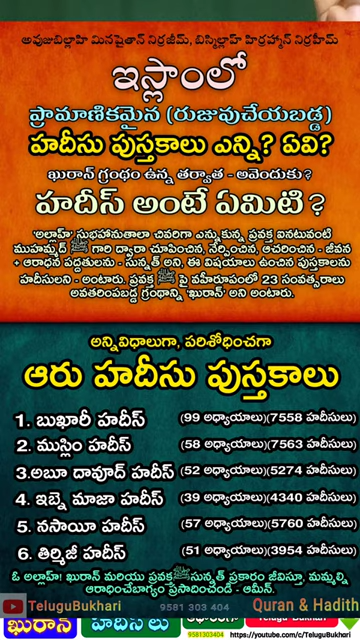 అవుజుబిల్లాహి మినషైతాన్ నిర్రజీమ్, బిస్మిల్లాహ్ హిర్రహ్మాన్ నిర్రహీమ్
ఇస్లాంలో
ప్రామాణికమైన (రుజువుచేయబడ్డ)
హదీసు పుస్తకాలు ఎన్ని? ఏవి?
ఖురాన్ గ్రంథం ఉన్న తర్వాత - అవెందుకు?
హదీస్ అంటే ఏమిటి?
'అల్లాహ్' సుభహానుతాలా చివరిగా ఎన్నుకున్న ప్రవక్త ఐనటువంటి
ముహమ్మద్ ﷺ గారి ద్వారా చూపించిన, నేర్పించిన, ఆచరించిన - జీవన
+ ఆరాధన పద్ధతులను - సున్నత్ అని, ఈ విషయాలు ఉంచిన పుస్తకాలను
హదీసులని - అంటారు. ప్రవక్త ﷺ పై వహీరూపంలో 23 సంవత్సరాలు
అవతరింపబడ్డ గ్రంథాన్ని 'ఖురాన్' అని అంటారు.
అన్నివిధాలుగా, పరిశోధించగా
ఆరు హదీసు పుస్తకాలు
1. బుఖారీ హదీస్ (99 అధ్యాయాలు)(7558 హదీసులు)
2. ముస్లిం హదీస్ (58 అధ్యాయాలు)(7563 హదీసులు)
3.అబూ దావూద్ హదీస్ (52 అధ్యాయాలు)(5274 హదీసులు)
4. ఇబ్నె మాజా హదీస్ (39 అధ్యాయాలు)(4340 హదీసులు)
5. నసాయీ హదీస్ (57 అధ్యాయాలు)(5760 హదీసులు)
6. తిర్మిజీ హదీస్ (51 అధ్యాయాలు)(3954 హదీసులు)
ఓ అల్లాహ్! ఖురాన్ మరియు ప్రవక్తﷺసున్నత్ ప్రకారం జీవిస్తూ, మమ్మల్ని
ఆరాధించేబాగ్యం ప్రసాదించండి - ఆమీన్.
TeluguBukhari 9581 303 404 Quran & Hadith
ఖురాన్ హదీస్‌లు 9581303404 https://youtube.com/c/TeluguBukhari